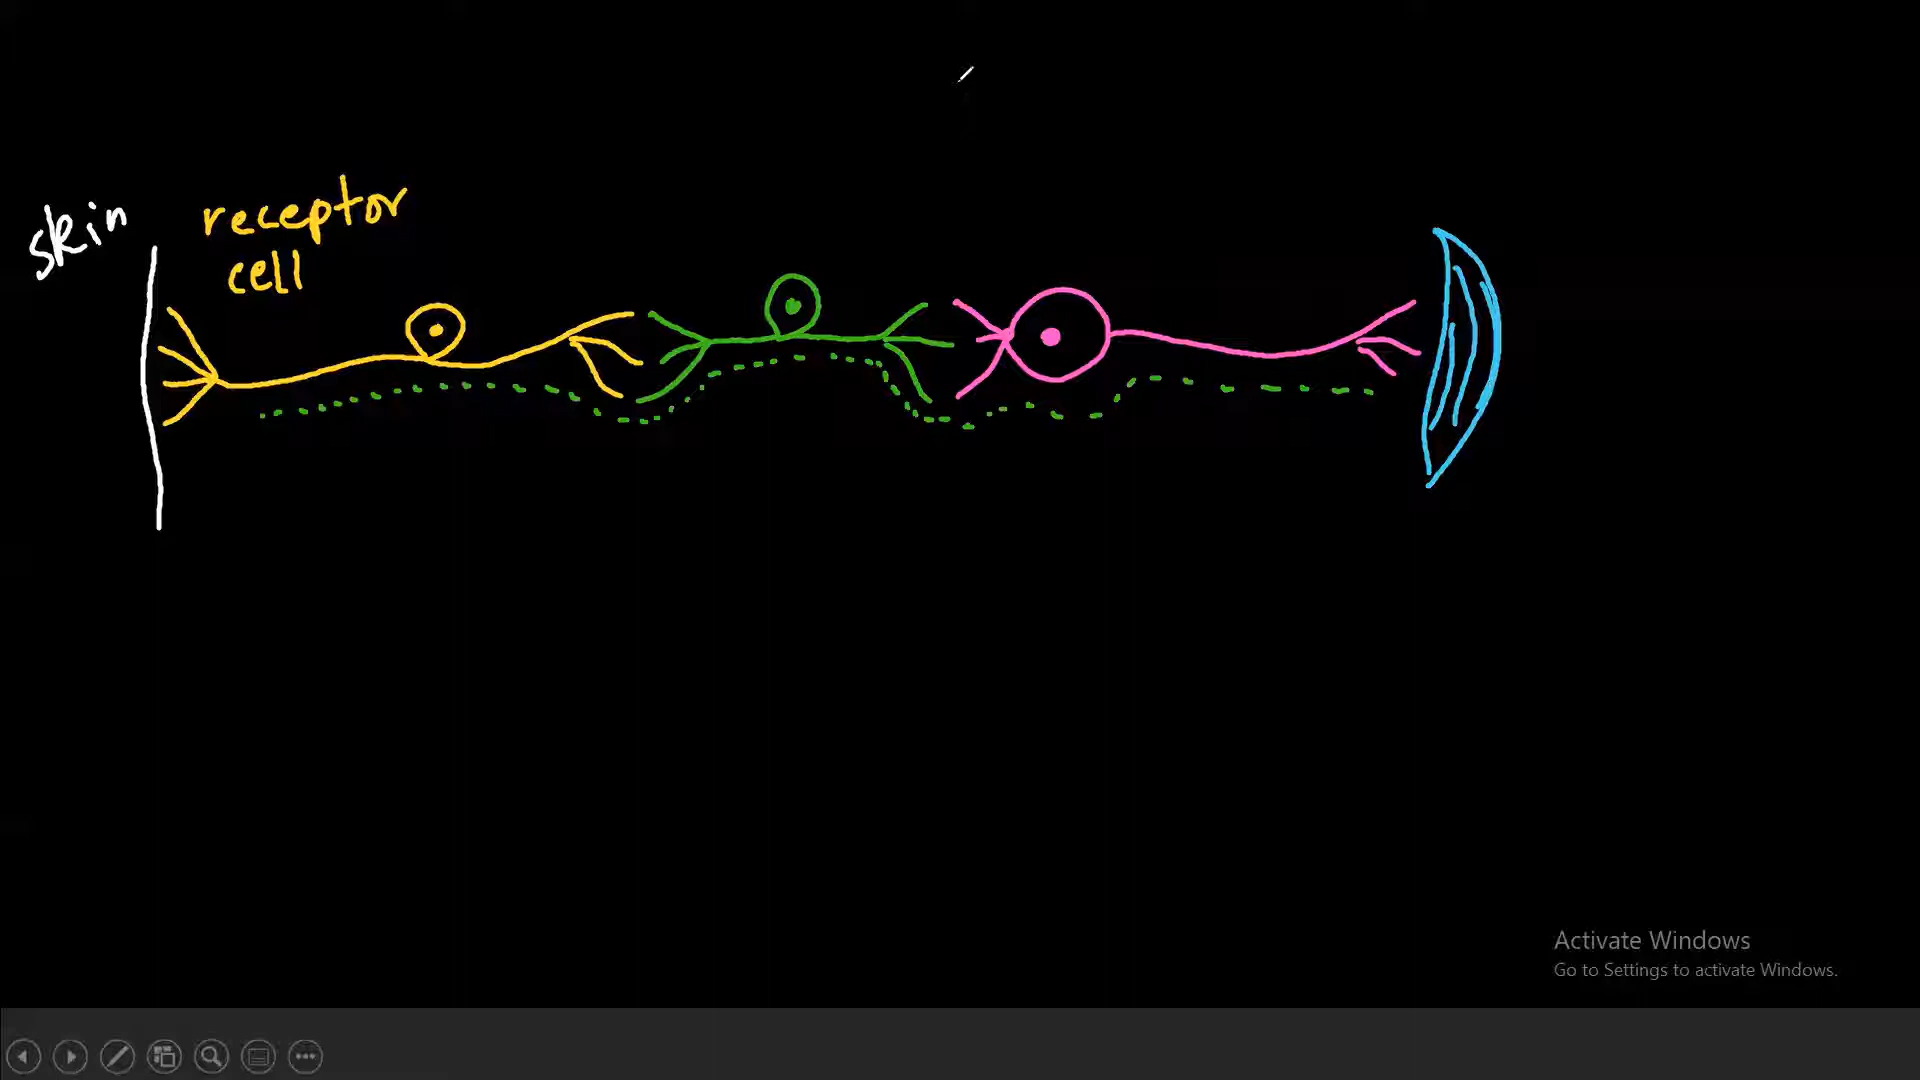 skin
receptor
cell
Activate Windows
Go to Settings to activate Windows.